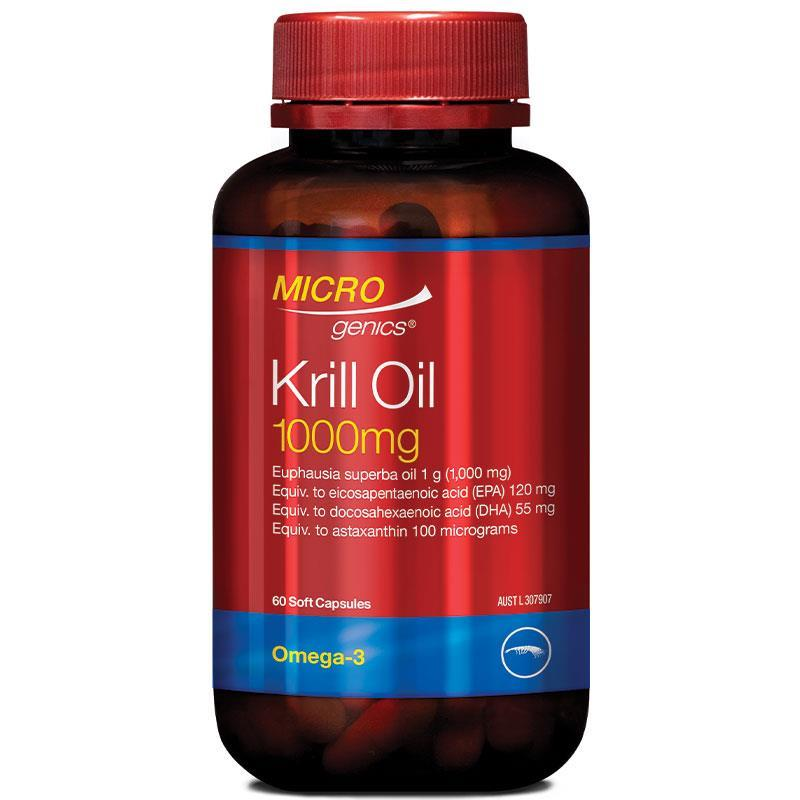 MICRO
genics®
Krill Oil
1000mg
Euphausia superba oil 1 g (1,000 mg)
Equiv. to eicosapentaenoic acid (EPA) 120 mg
Equiv. to docosahexaenoic acid (DHA) 55 mg
Equiv. to astaxanthin 100 micrograms
60 Soft Capsules AUST L 307907
Omega-3